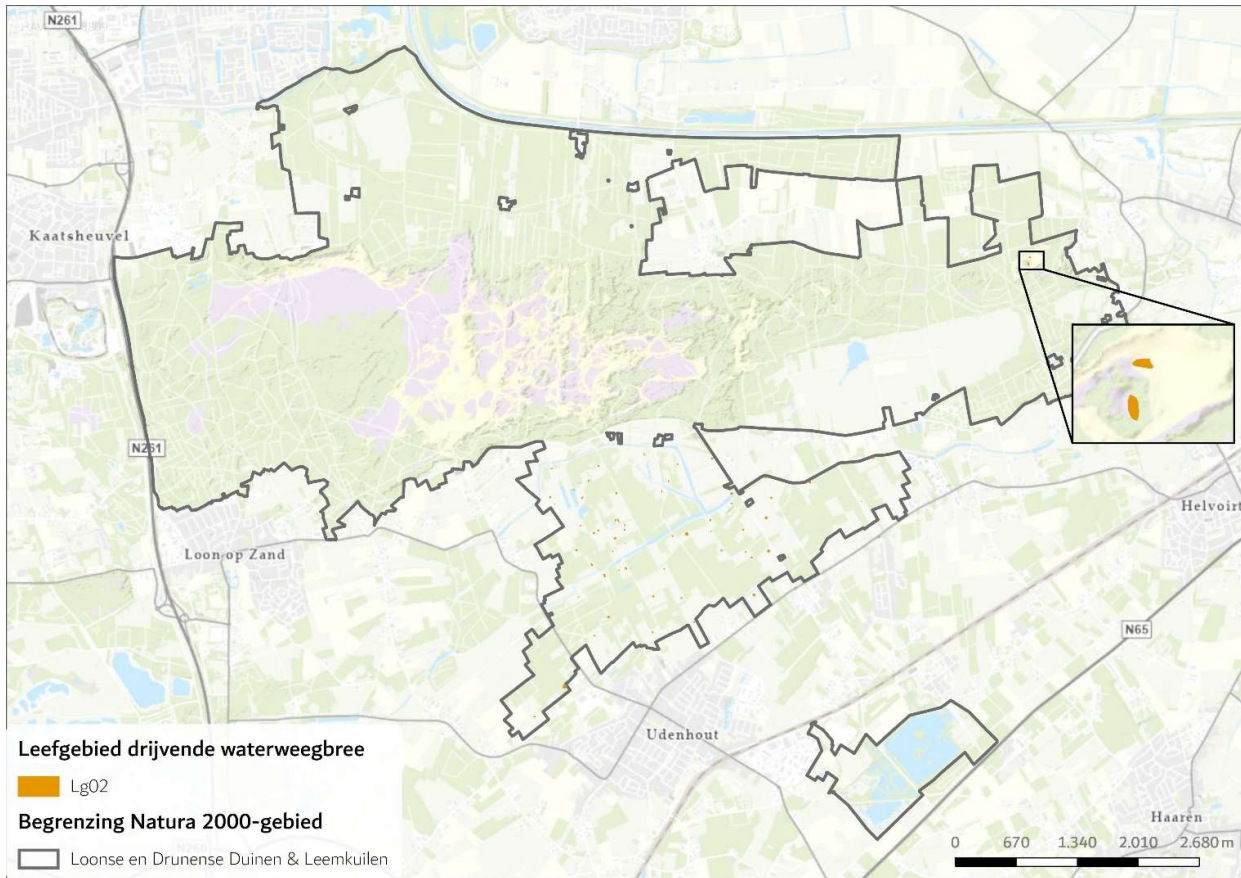 N261
Kaatsheuvel
N261
Loon op Zand
Helvoirt
N65
Udenhout
Haaren
Leefgebied drijvende waterweegbree
Lg02
Begrenzing Natura 2000-gebied
Loonse en Drunense Duinen & Leemkuilen
N260
0 670 1.340 2.010 2.680 m